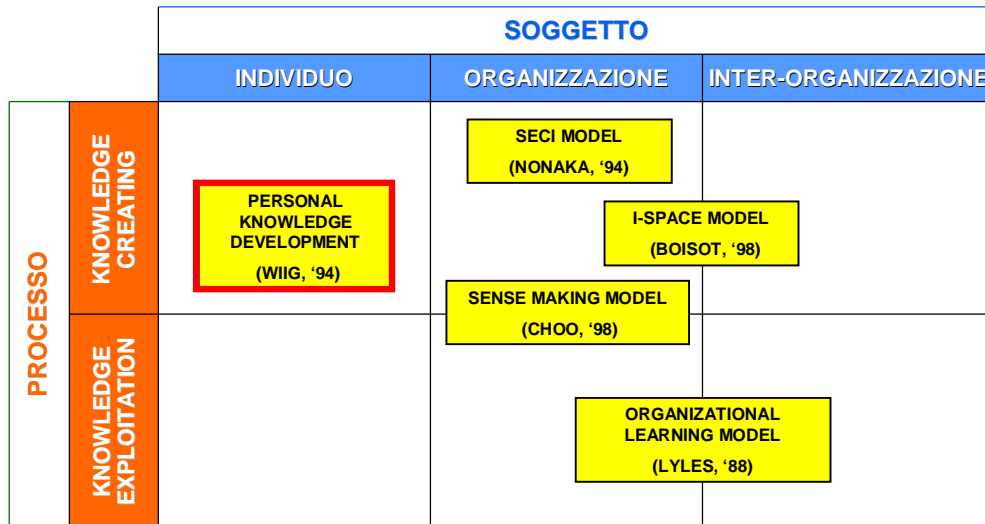 SOGGETTO
INDIVIDUO
ORGANIZZAZIONE
INTER-ORGANIZZAZIONE
PROCESSO
KNOWLEDGE
CREATING
PERSONAL
KNOWLEDGE
DEVELOPMENT
(WIIG, ‘94)
SECI MODEL
(NONAKA, ‘94)
I-SPACE MODEL
(BOISOT, ‘98)
SENSE MAKING MODEL
(CHOO, ‘98)
KNOWLEDGE
EXPLOITATION
ORGANIZATIONAL
LEARNING MODEL
(LYLES, ‘88)